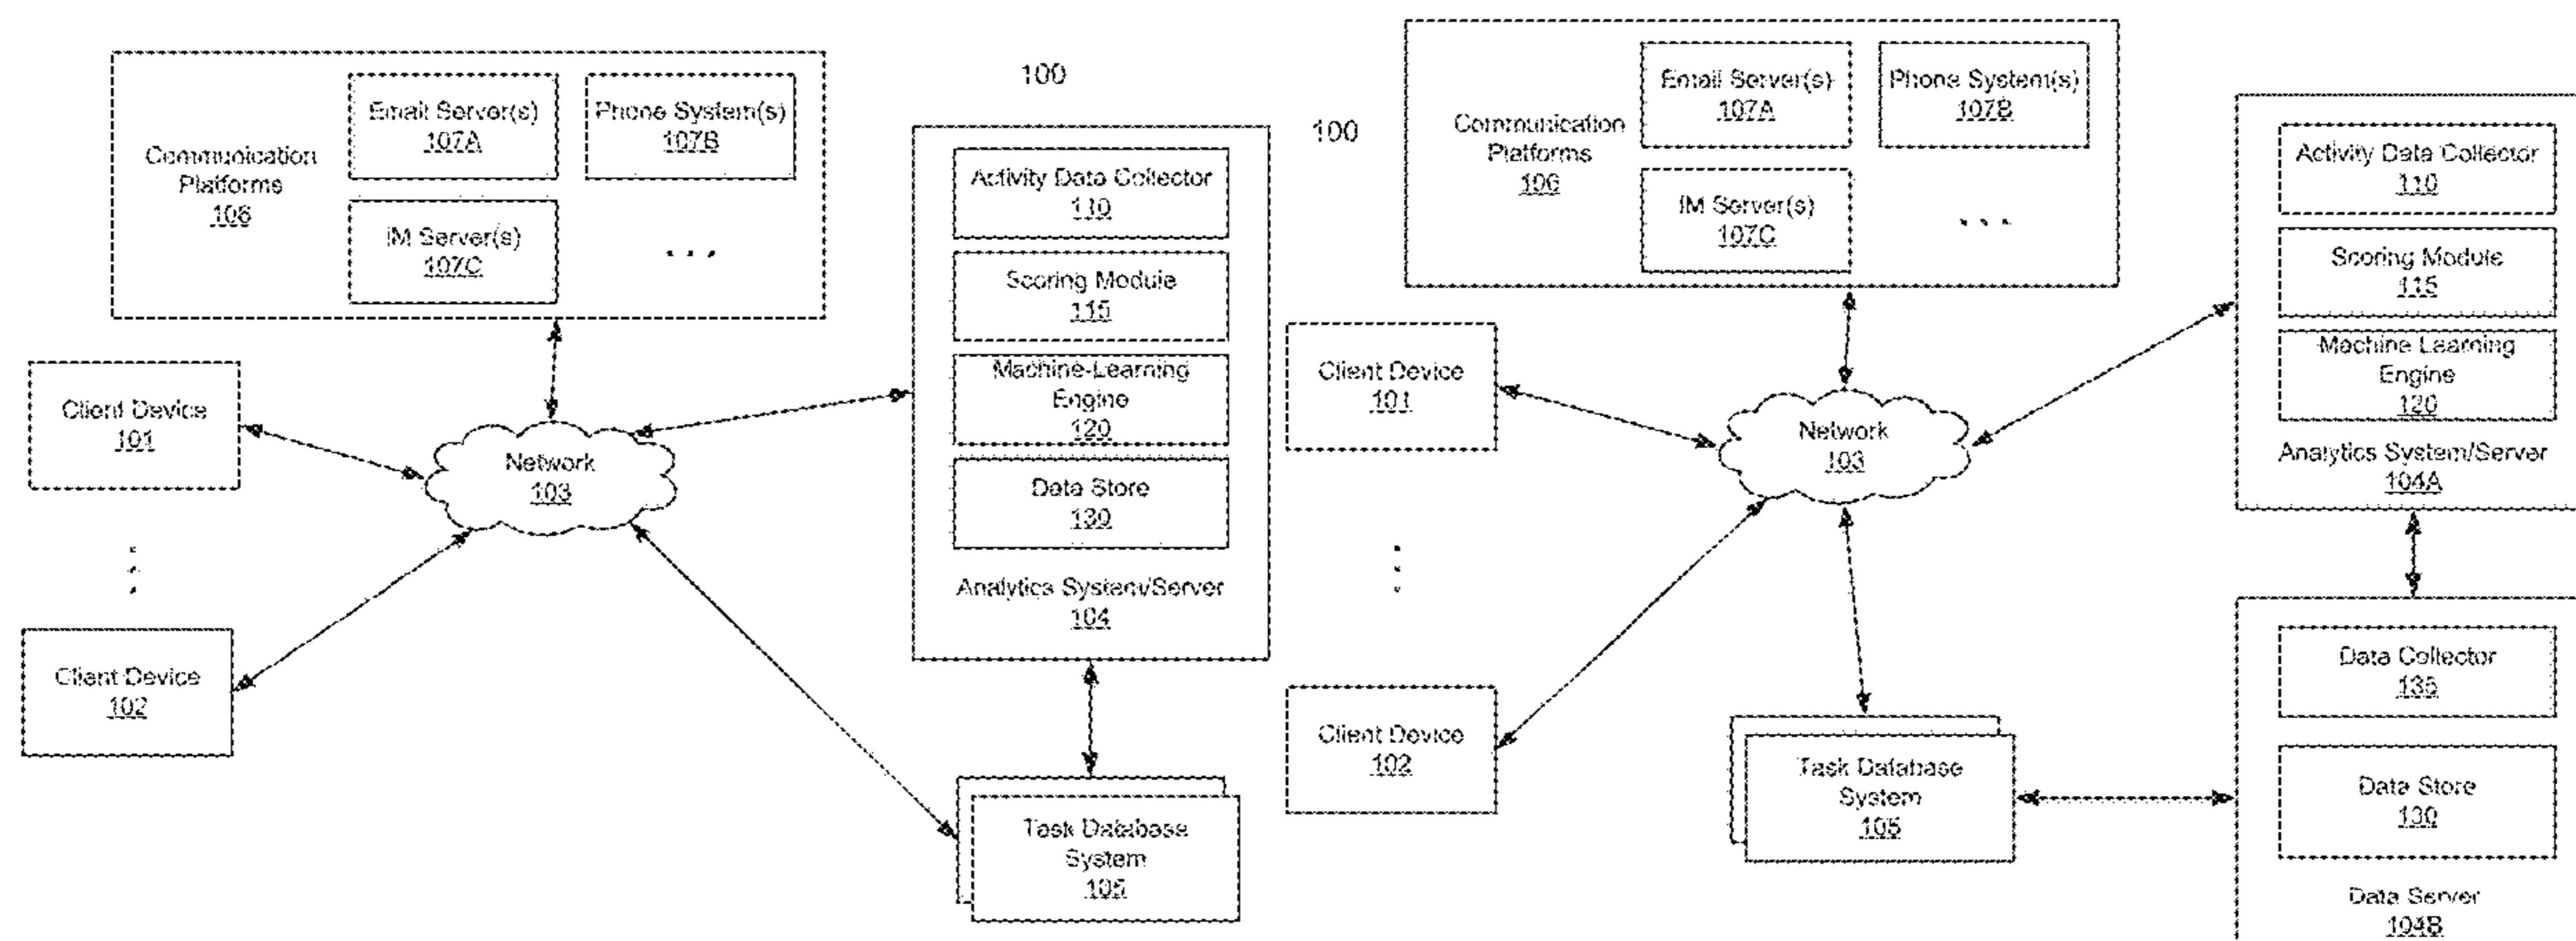 100
Email Server(s)
107A
Phone System(s)
107B
Communication
Platforms
106
IM Server(s)
107C
. . .
Client Device
101
Network
103
Client Device
102
Activity Data Collector
110
Scoring Module
115
Machine-Learning
Engine
120
Data Store
130
Analytics System/Server
104
Task Database
System
105
100
Email Server(s)
107A
Phone System(s)
107B
Communication
Platforms
106
IM Server(s)
107C
. . .
Client Device
101
Network
103
Client Device
102
Activity Data Collector
110
Scoring Module
115
Machine Learning
Engine
120
Analytics System/Server
104A
Task Database
System
105
Data Collector
135
Data Store
130
Data Server
104B